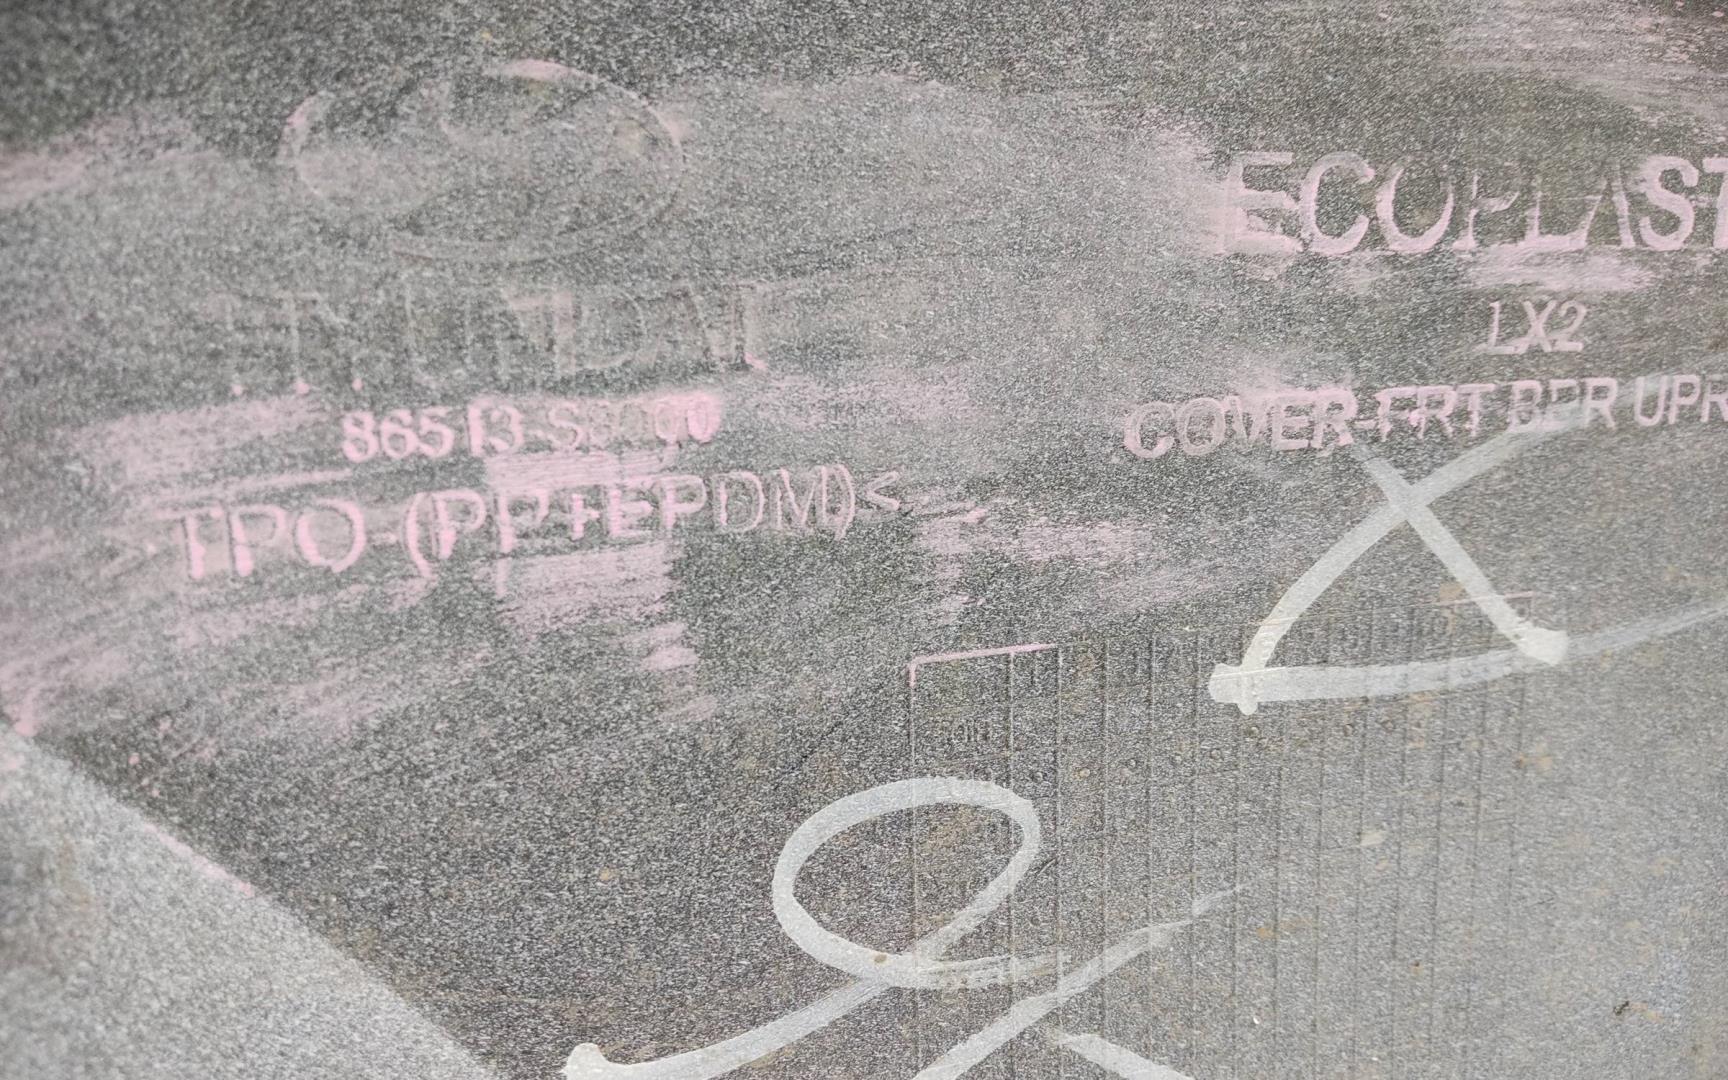 HYUNDAI
86513-S8000
>TPO-(PP+EPDM)<
ECOPLAST
LX2
COVER-FRT BPR UPR